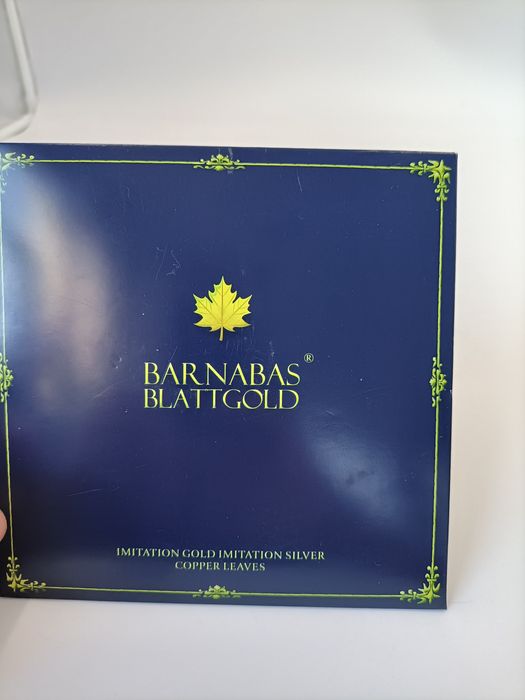 BARNABAS ®
BLATTGOLD
IMITATION GOLD IMITATION SILVER
COPPER LEAVES